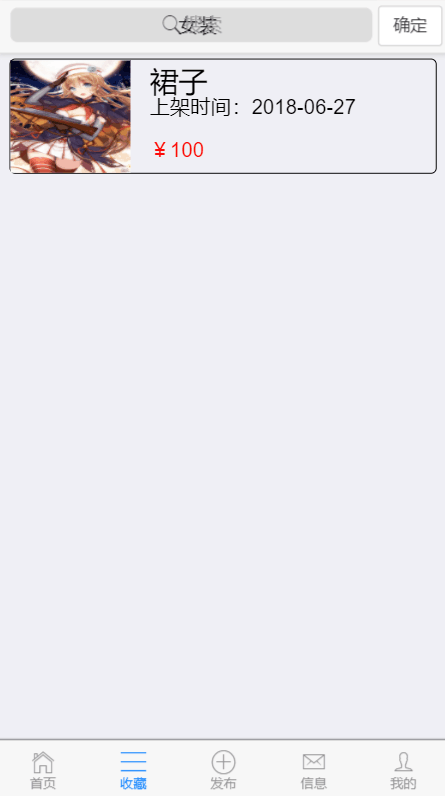 女装
确定
裙子
上架时间：2018-06-27
￥100
首页
收藏
发布
信息
我的